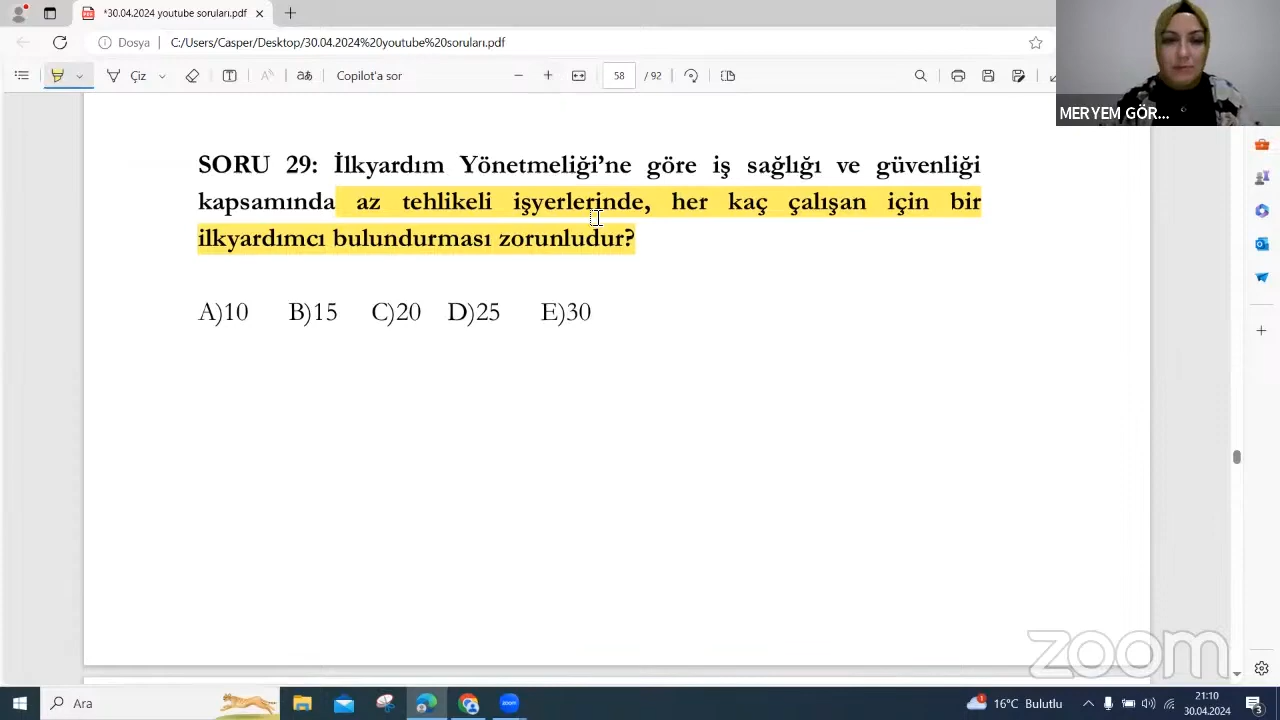 *30.04.2024 youtube soruları.pdf
Dosya C:/Users/Casper/Desktop/30.04.2024%20youtube%20soruları.pdf
Çiz Copilot'a sor 58 / 92
MERYEM GÖR...
SORU 29: İlkyardım Yönetmeliği’ne göre iş sağlığı ve güvenliği
kapsamında az tehlikeli işyerlerinde, her kaç çalışan için bir
ilkyardımcı bulundurması zorunludur?
A)10 B)15 C)20 D)25 E)30
zoom
Ara
zoom
1
16°C Bulutlu
21:10
30.04.2024
3